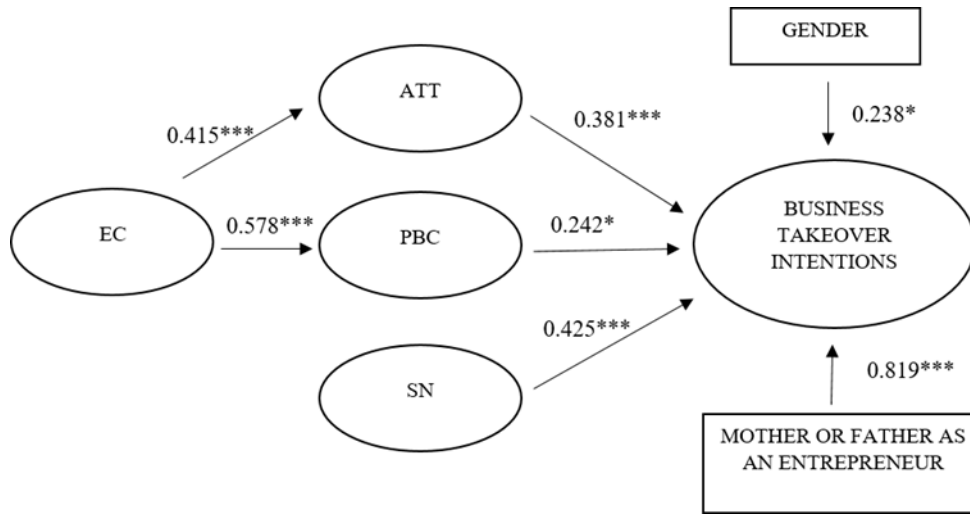 GENDER
ATT
0.415***
0.381***
0.238*
EC
0.578***
PBC
0.242*
BUSINESS
TAKEOVER
INTENTIONS
0.425***
SN
0.819***
MOTHER OR FATHER AS
AN ENTREPRENEUR